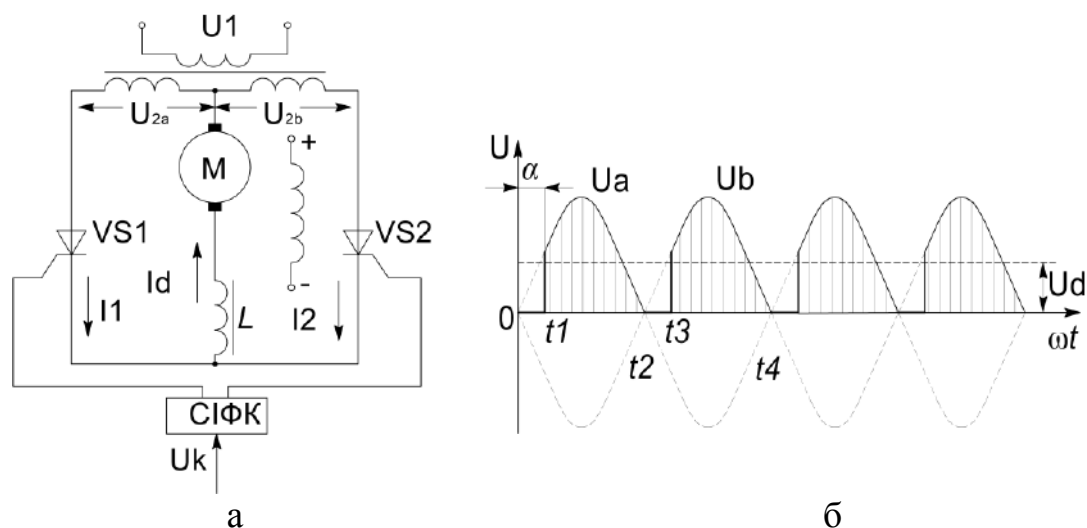 U1
U2a U2b
+
M
VS1 VS2
Id
-
I1 L I2
СІФК
Uk
а
U
α Ua Ub
Ud
0 t1 t3
t2 t4 ωt
б